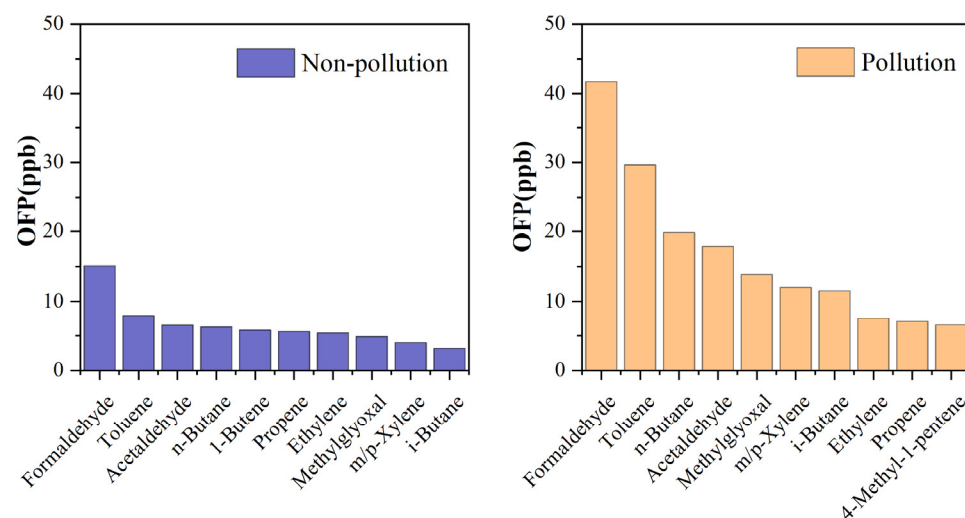 50
40
30
20
10
0
OFP(ppb)
Non-pollution
Formaldehyde
Toluene
Acetaldehyde
n-Butane
1-Butene
Propene
Ethylene
Methylglyoxal
m/p-Xylene
i-Butane
50
40
30
20
10
0
OFP(ppb)
Pollution
Formaldehyde
Toluene
n-Butane
Acetaldehyde
Methylglyoxal
m/p-Xylene
i-Butane
Ethylene
Propene
4-Methyl-1-pentene